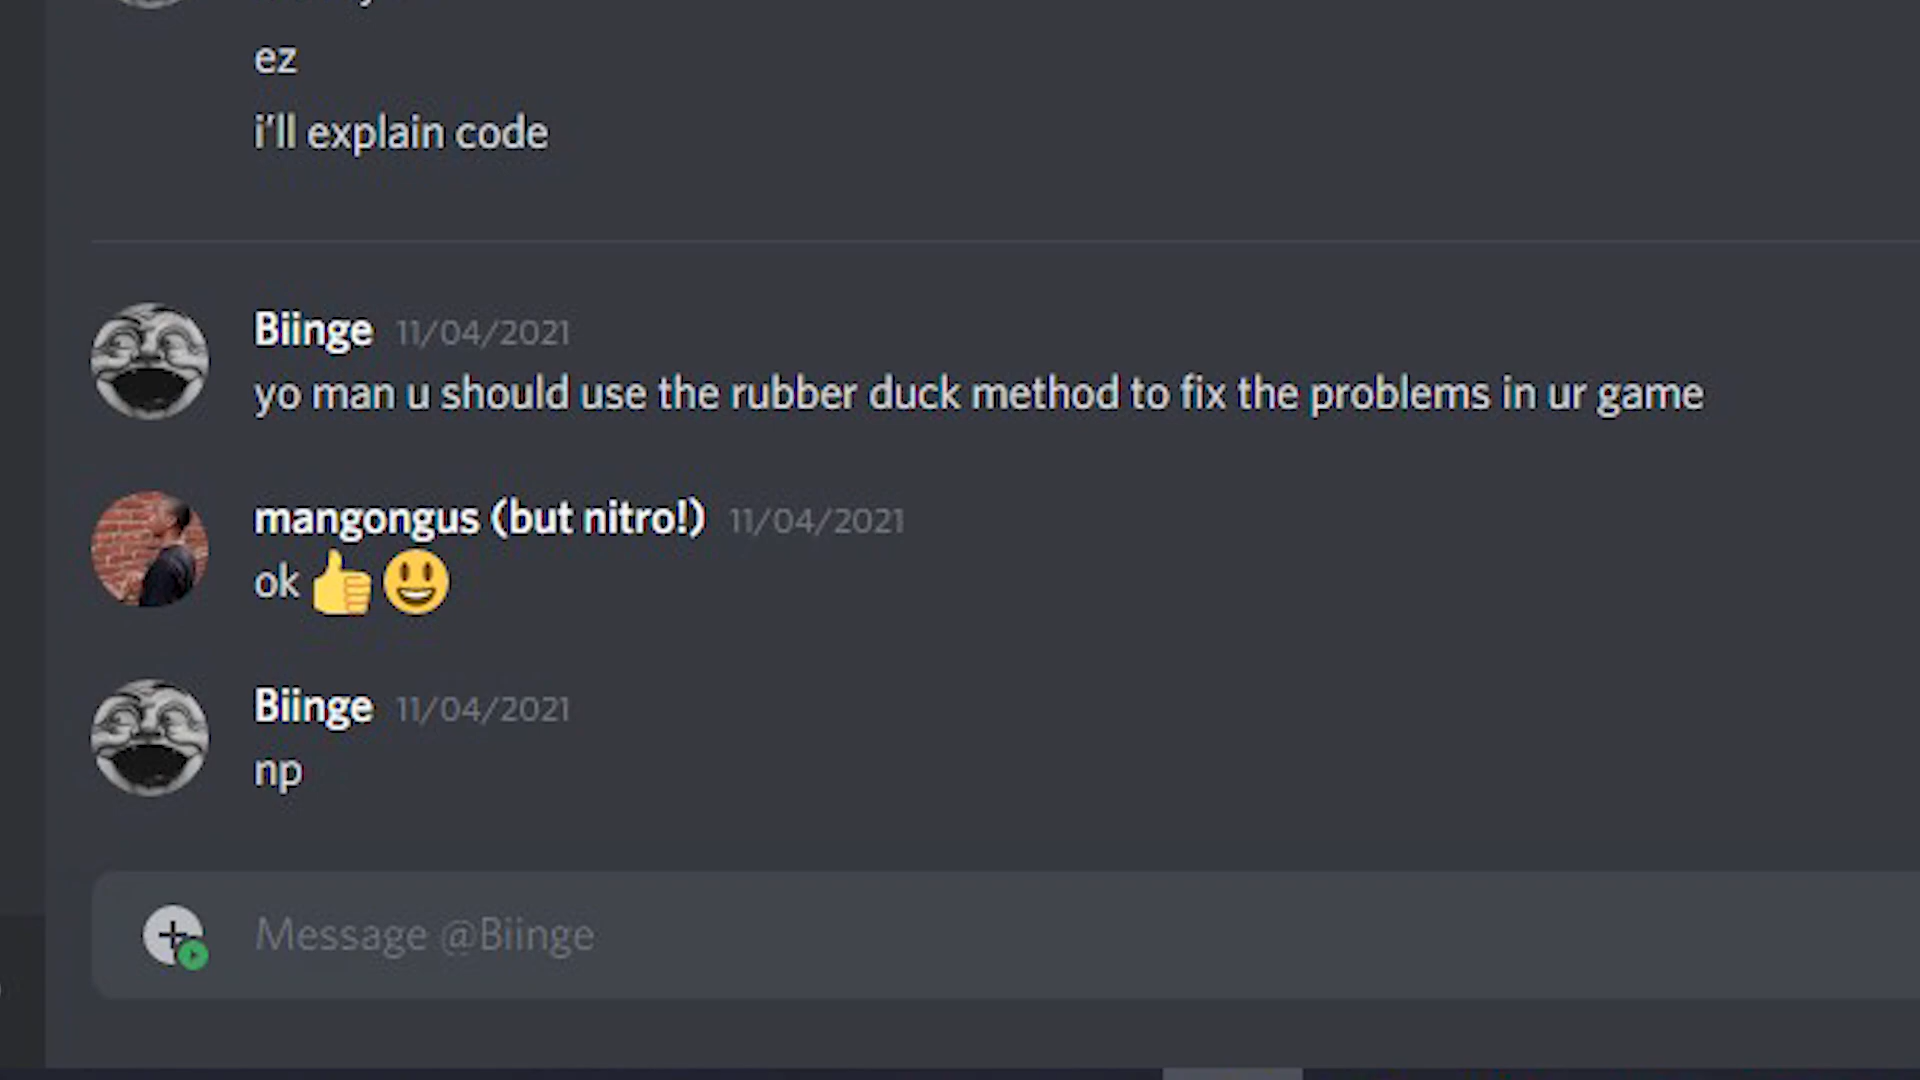 ez
i'll explain code
Biinge 11/04/2021
yo man u should use the rubber duck method to fix the problems in ur game
mangongus (but nitro!) 11/04/2021
ok 👍😃
Biinge 11/04/2021
np
Message @Biinge